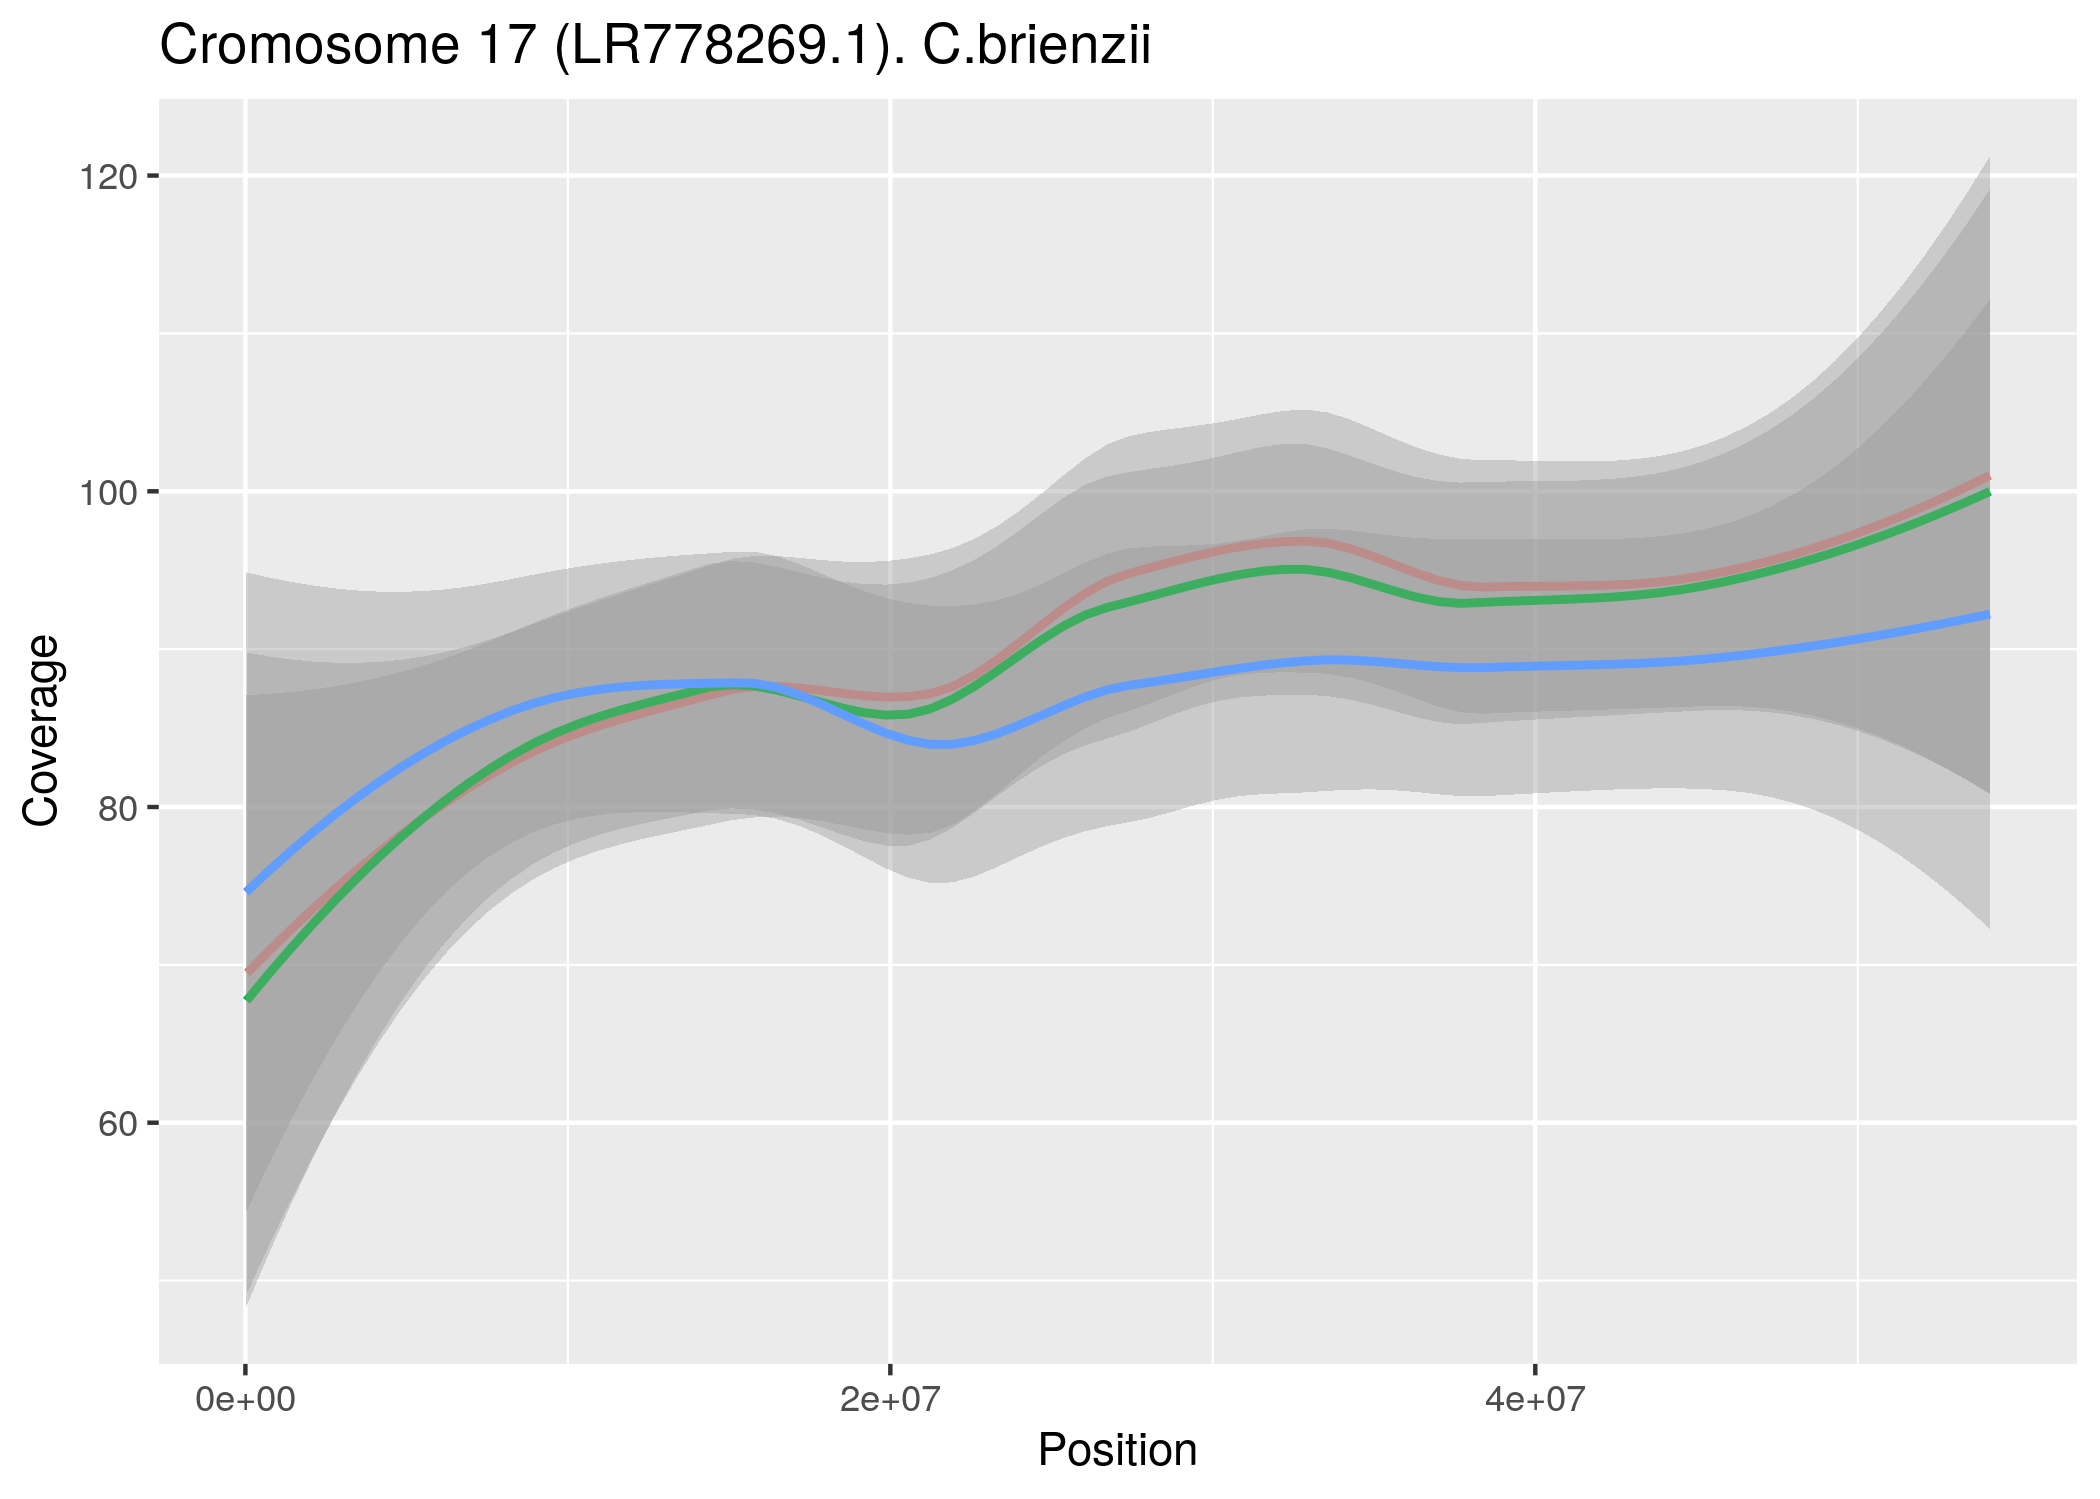 Cromosome 17 (LR778269.1). C.brienzii
120
100
80
60
Coverage
0e+00 2e+07 4e+07
Position